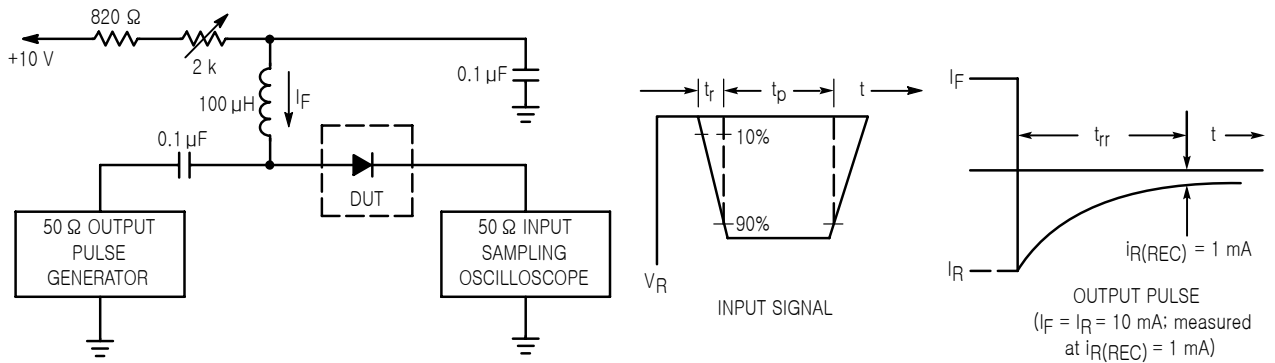 820 Ω
+10 V
2 k
0.1 µF
100 µH
I_F
0.1 µF
DUT
50 Ω OUTPUT
PULSE
GENERATOR
50 Ω INPUT
SAMPLING
OSCILLOSCOPE
t_r
t_p
t
10%
90%
V_R
INPUT SIGNAL
I_F
t_rr
t
I_R
i_R(REC) = 1 mA
OUTPUT PULSE
(I_F = I_R = 10 mA; measured
at i_R(REC) = 1 mA)